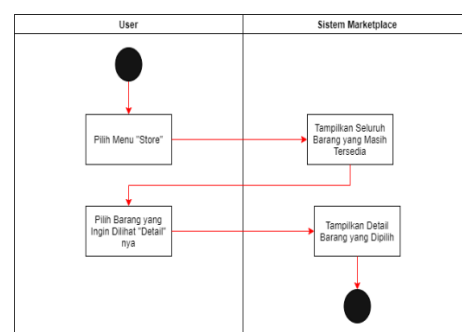 User
Sistem Marketplace
Pilih Menu "Store"
Tampilkan Seluruh
Barang yang Masih
Tersedia
Pilih Barang yang
Ingin Dilihat "Detail"
nya
Tampilkan Detail
Barang yang Dipilih